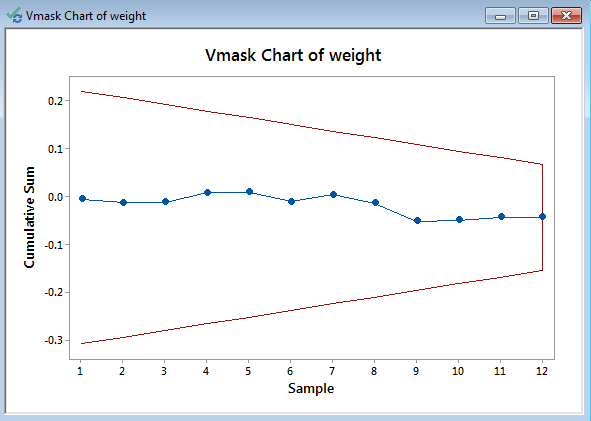 Vmask Chart of weight
Vmask Chart of weight
0.2
0.1
0.0
-0.1
-0.2
-0.3
Cumulative Sum
1 2 3 4 5 6 7 8 9 10 11 12
Sample